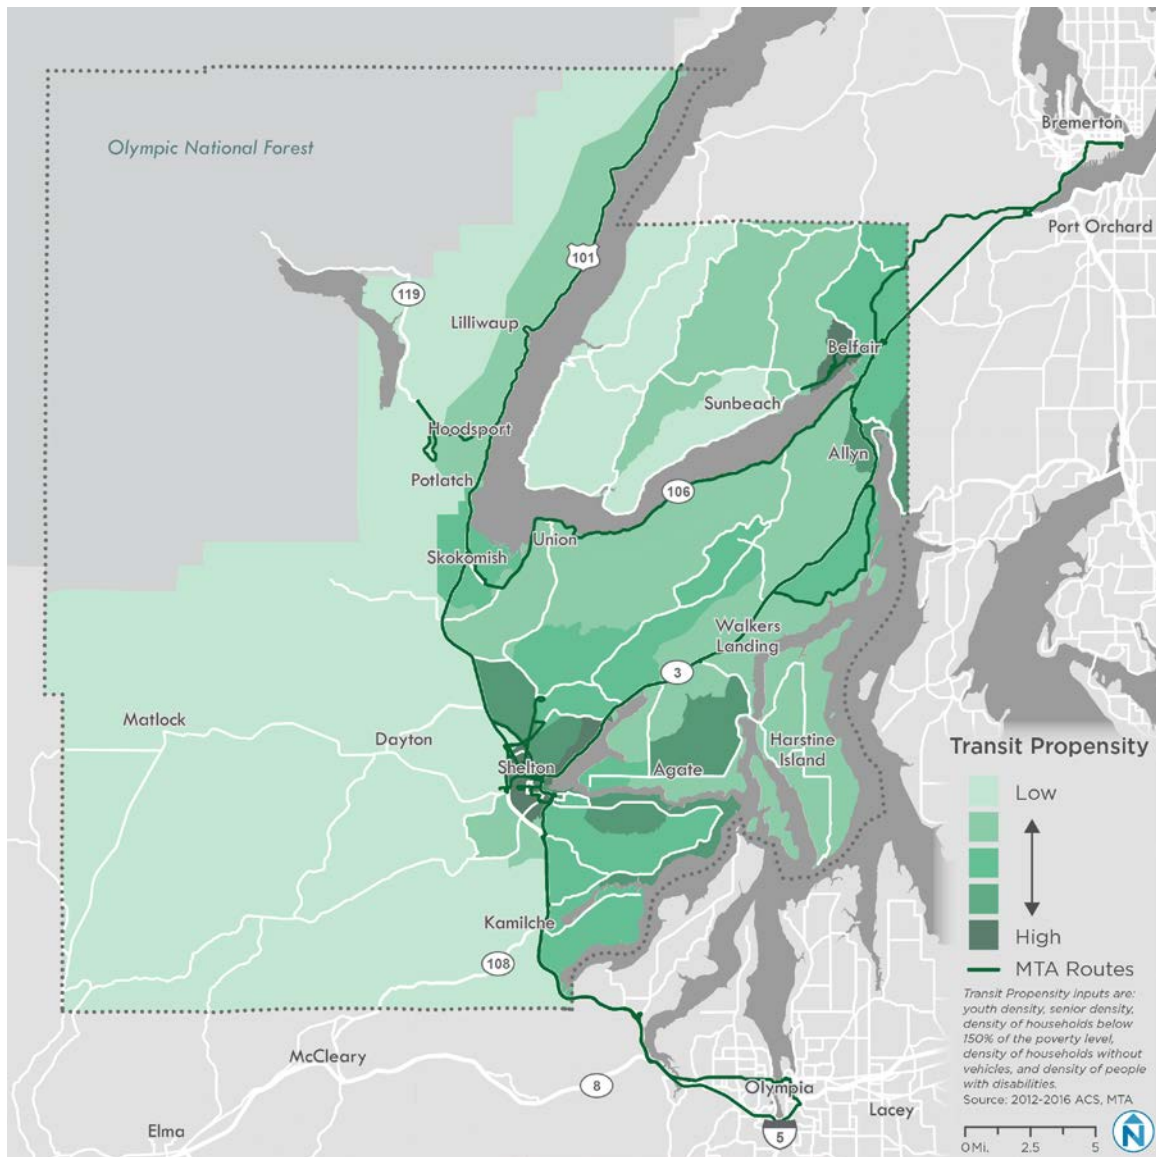 Bremerton
Olympic National Forest
Port Orchard
101
119
Lilliwaup
Belfair
Sunbeach
Hoodsport
Allyn
Potlatch
106
Union
Skokomish
Walkers
Landing
3
Matlock
Dayton
Harstine
Island
Shelton
Agate
Kamilche
108
McCleary
8
Olympia
Lacey
Elma
5
Transit Propensity
Low
High
MTA Routes
Transit Propensity inputs are:
youth density, senior density,
density of households below
150% of the poverty level,
density of households without
vehicles, and density of people
with disabilities.
Source: 2012-2016 ACS, MTA
0 Mi. 2.5 5
N